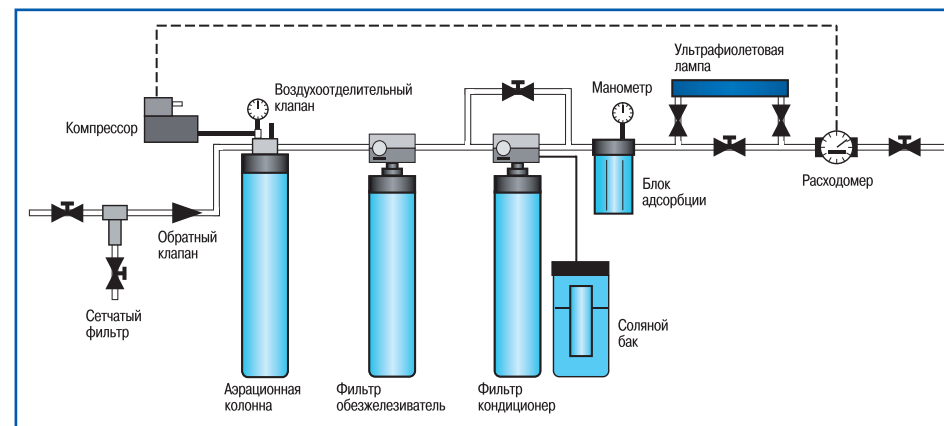 Ультрафиолетовая
лампа
Воздухоотделительный
клапан
Манометр
Компрессор
Расходомер
Блок
адсорбции
Обратный
клапан
Сетчатый
фильтр
Соляной
бак
Аэрационная
колонна
Фильтр
обезжелезиватель
Фильтр
кондиционер